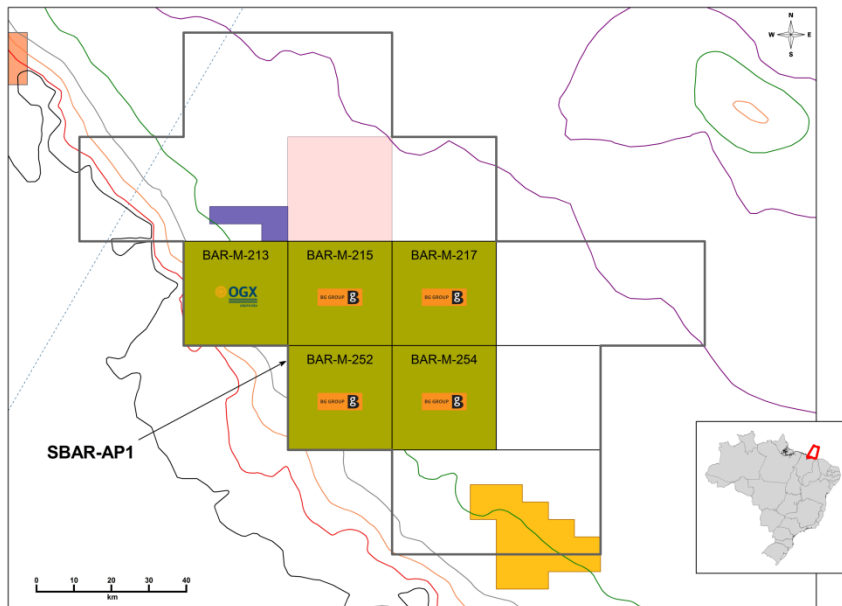 N
W E
S
BAR-M-213 BAR-M-215 BAR-M-217
OGX
BG GROUP BG GROUP
BAR-M-252 BAR-M-254
BG GROUP BG GROUP
SBAR-AP1
0 10 20 30 40
km